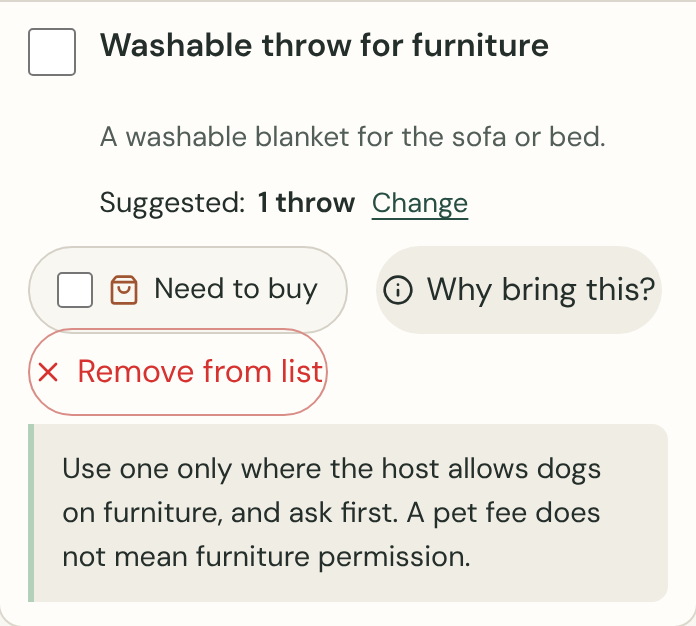 Washable throw for furniture
A washable blanket for the sofa or bed.
Suggested: 1 throw Change
Need to buy
Why bring this?
Remove from list
Use one only where the host allows dogs
on furniture, and ask first. A pet fee does
not mean furniture permission.